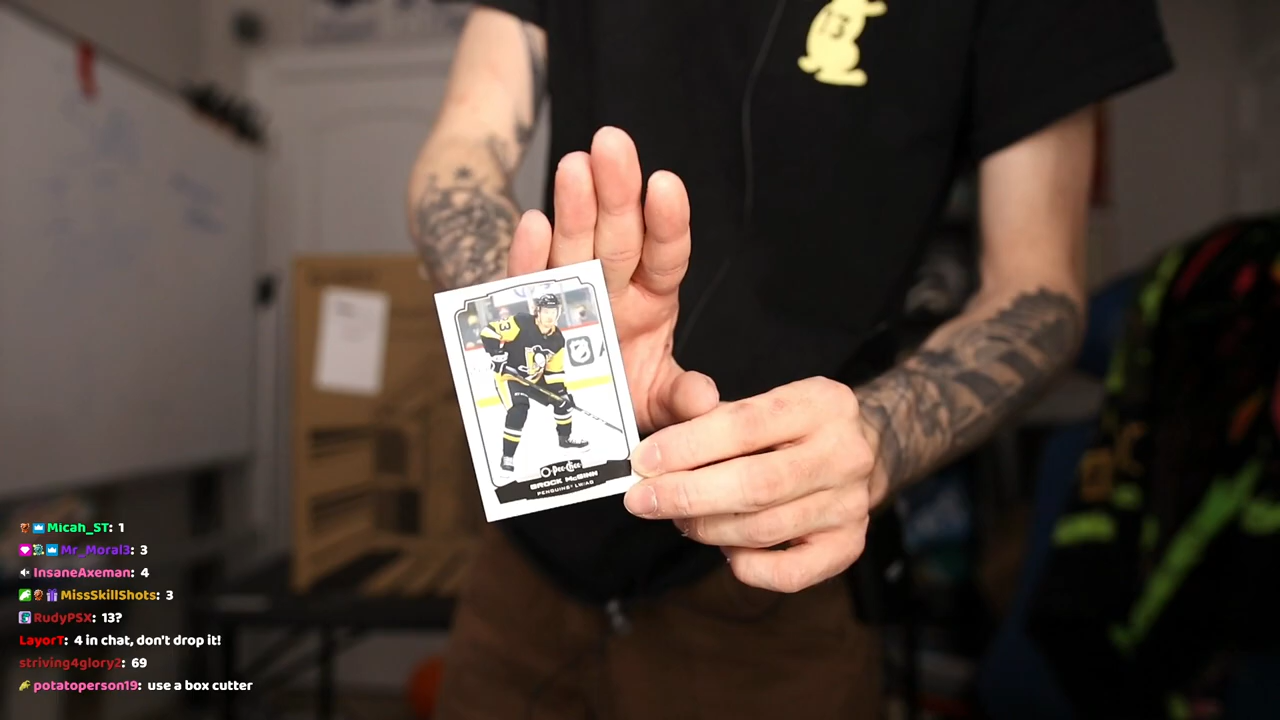 13
O-Pee-Chee
BROCK McGINN
PENGUINS • LW/AG
Micah_ST: 1
Mr_Moral3: 3
InsaneAxeman: 4
MissSkillShots: 3
RudyPSX: 13?
LayorT: 4 in chat, don't drop it!
striving4glory2: 69
potatoperson19: use a box cutter